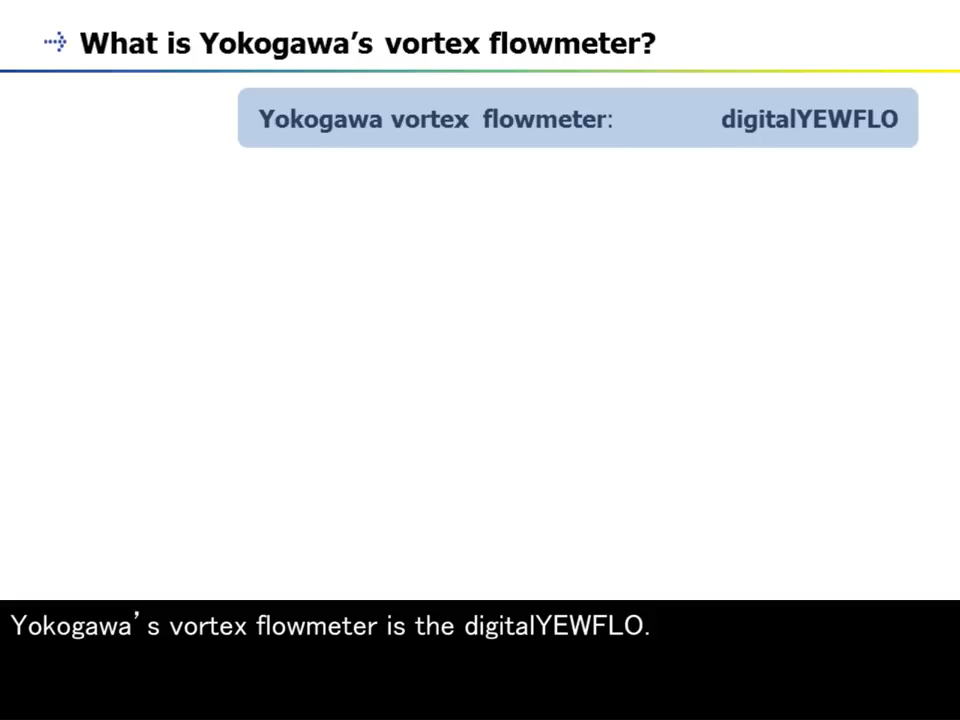 What is Yokogawa’s vortex flowmeter?
Yokogawa vortex flowmeter: digitalYEWFLO
Yokogawa’s vortex flowmeter is the digitalYEWFLO.